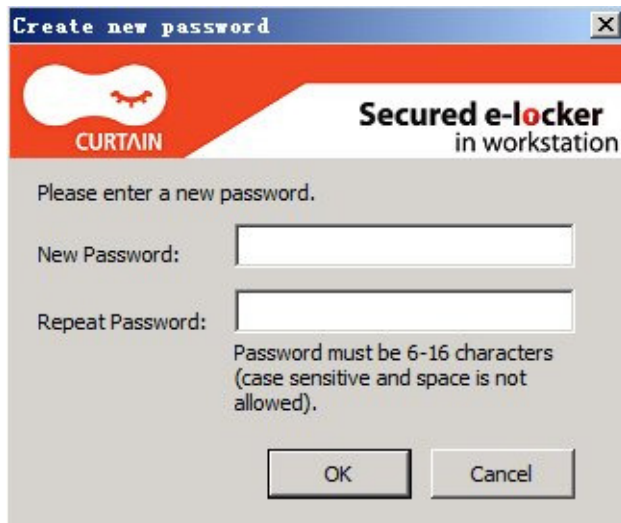 Create new password
CURTAIN
Secured e-locker
in workstation
Please enter a new password.
New Password:
Repeat Password:
Password must be 6-16 characters
(case sensitive and space is not
allowed).
OK
Cancel